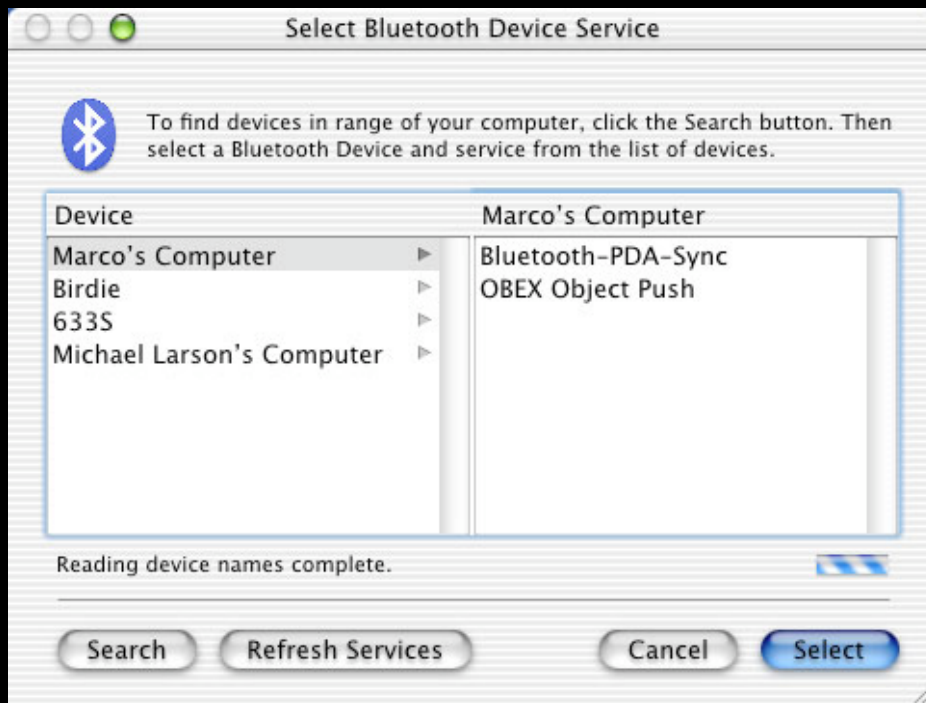 Select Bluetooth Device Service
To find devices in range of your computer, click the Search button. Then
select a Bluetooth Device and service from the list of devices.
Device
Marco’s Computer
Marco’s Computer
Birdie
633S
Michael Larson’s Computer
Bluetooth-PDA-Sync
OBEX Object Push
Reading device names complete.
Search
Refresh Services
Cancel
Select